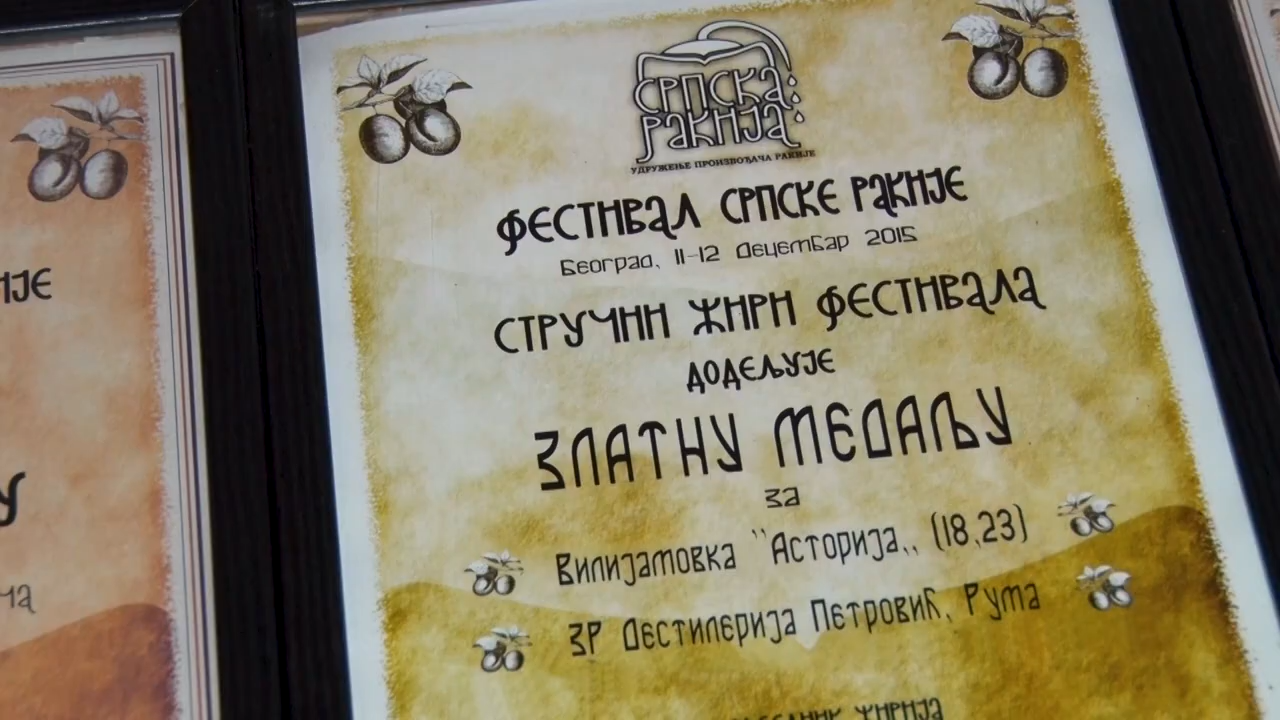 СРПСКА
РАКИЈА
УДРУЖЕЊЕ ПРОИЗВОЂАЧА РАКИЈЕ
ФЕСТИВАЛ СРПСКЕ РАКИЈЕ
Београд, 11-12 Децембар 2015
СТРУЧНИ ЖИРИ ФЕСТИВАЛА
ДОДЕЉУЈЕ
ЗЛАТНУ МЕДАЉУ
за
Вилијамовка "Асторија,, (18,23)
ЗР Дестилерија Петровић, Рума
ЖИРИЈА